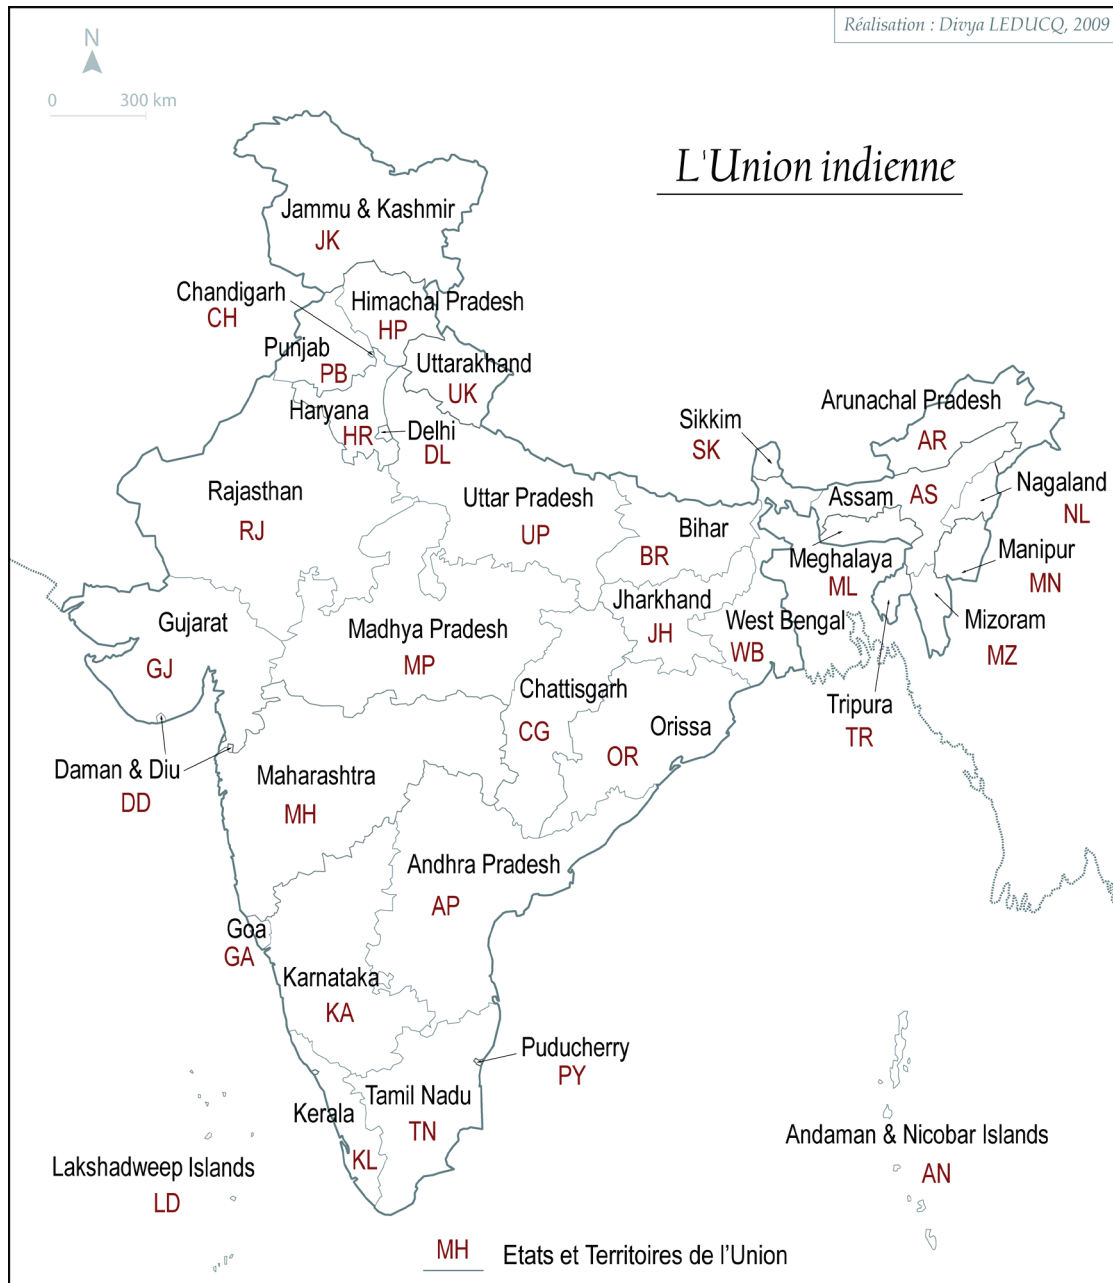 Réalisation : Divya LEDUCQ, 2009
N
0 300 km
L'Union indienne
Jammu & Kashmir
JK
Chandigarh
CH
Himachal Pradesh
HP
Punjab
PB
Uttarakhand
UK
Haryana
HR
Delhi
DL
Sikkim
SK
Arunachal Pradesh
AR
Rajasthan
RJ
Uttar Pradesh
UP
Bihar
BR
Assam
AS
Nagaland
NL
Meghalaya
ML
Manipur
MN
Gujarat
GJ
Madhya Pradesh
MP
Jharkhand
JH
West Bengal
WB
Mizoram
MZ
Chattisgarh
CG
Orissa
OR
Tripura
TR
Daman & Diu
DD
Maharashtra
MH
Andhra Pradesh
AP
Goa
GA
Karnataka
KA
Puducherry
PY
Tamil Nadu
TN
Kerala
KL
Lakshadweep Islands
LD
Andaman & Nicobar Islands
AN
MH Etats et Territoires de l'Union